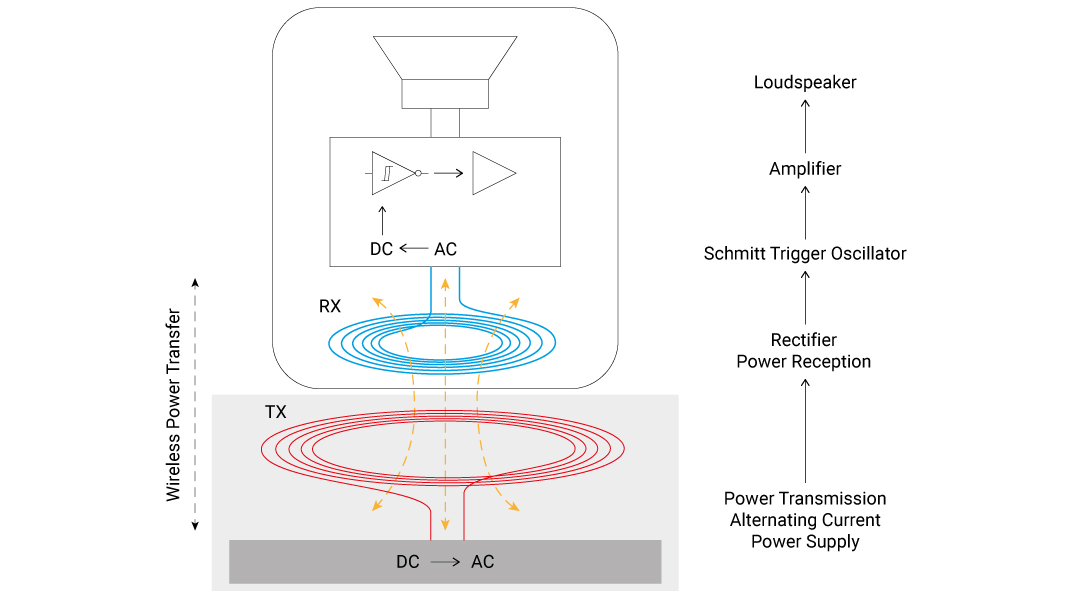 DC AC
RX
TX
Wireless Power Transfer
DC AC
Loudspeaker
Amplifier
Schmitt Trigger Oscillator
Rectifier
Power Reception
Power Transmission
Alternating Current
Power Supply